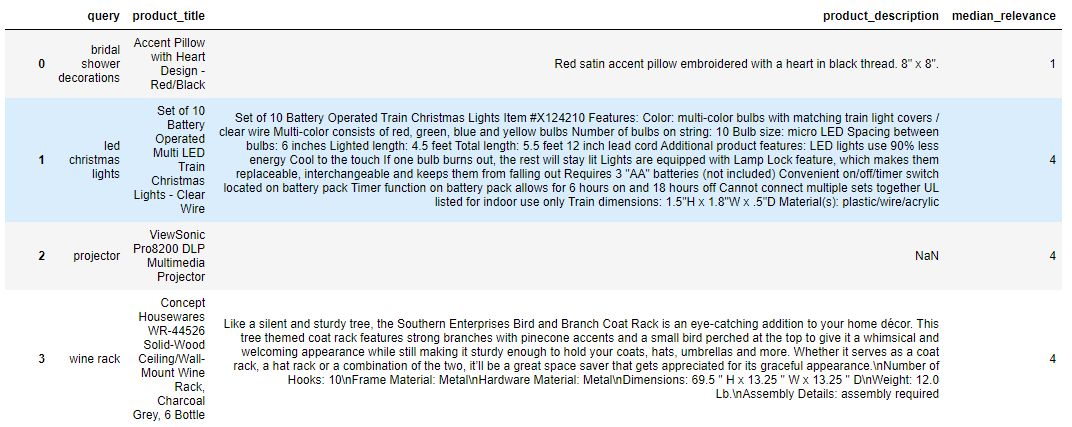 query product_title product_description median_relevance
0 bridal shower decorations Accent Pillow with Heart Design - Red/Black Red satin accent pillow embroidered with a heart in black thread. 8" x 8". 1
1 led christmas lights Set of 10 Battery Operated Multi LED Train Christmas Lights - Clear Wire
Set of 10 Battery Operated Train Christmas Lights Item #X124210 Features: Color: multi-color bulbs with matching train light covers /
clear wire Multi-color consists of red, green, blue and yellow bulbs Number of bulbs on string: 10 Bulb size: micro LED Spacing between
bulbs: 6 inches Lighted length: 4.5 feet Total length: 5.5 feet 12 inch lead cord Additional product features: LED lights use 90% less
energy Cool to the touch If one bulb burns out, the rest will stay lit Lights are equipped with Lamp Lock feature, which makes them
replaceable, interchangeable and keeps them from falling out Requires 3 "AA" batteries (not included) Convenient on/off/timer switch
located on battery pack Timer function on battery pack allows for 6 hours on and 18 hours off Cannot connect multiple sets together UL
listed for indoor use only Train dimensions: 1.5"H x 1.8"W x .5"D Material(s): plastic/wire/acrylic
4
2 projector ViewSonic Pro8200 DLP Multimedia Projector NaN 4
3 wine rack Concept Housewares WR-44526 Solid-Wood Ceiling/Wall-Mount Wine Rack, Charcoal Grey, 6 Bottle
Like a silent and sturdy tree, the Southern Enterprises Bird and Branch Coat Rack is an eye-catching addition to your home décor. This
tree themed coat rack features strong branches with pinecone accents and a small bird perched at the top to give it a whimsical and
welcoming appearance while still making it sturdy enough to hold your coats, hats, umbrellas and more. Whether it serves as a coat
rack, a hat rack or a combination of the two, it'll be a great space saver that gets appreciated for its graceful appearance.\nNumber of
Hooks: 10\nFrame Material: Metal\nHardware Material: Metal\nDimensions: 69.5 " H x 13.25 " W x 13.25 " D\nWeight: 12.0
Lb.\nAssembly Details: assembly required
4